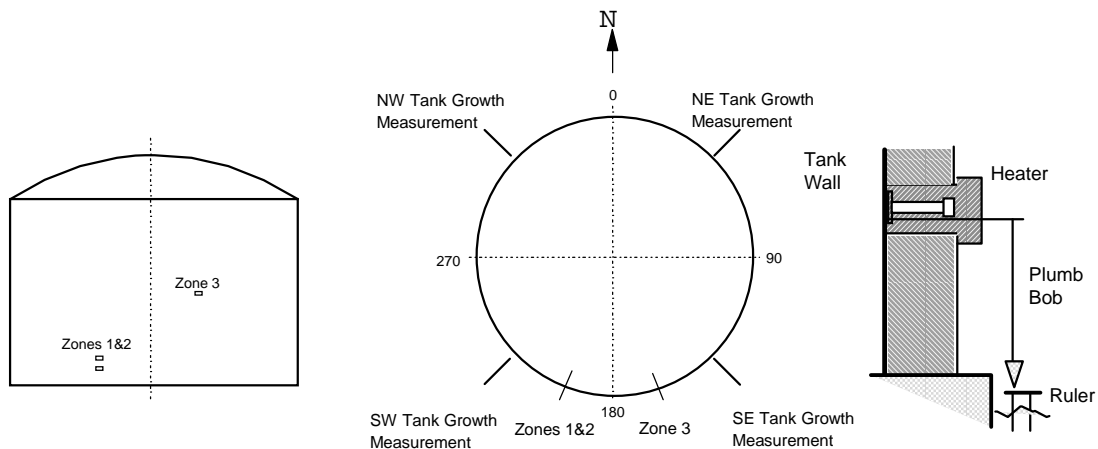 N
NW Tank Growth
Measurement
0
NE Tank Growth
Measurement
Tank
Wall
Heater
Zone 3
270
90
Plumb
Bob
Zones 1&2
Ruler
SW Tank Growth
Measurement
180
Zones 1&2
Zone 3
SE Tank Growth
Measurement